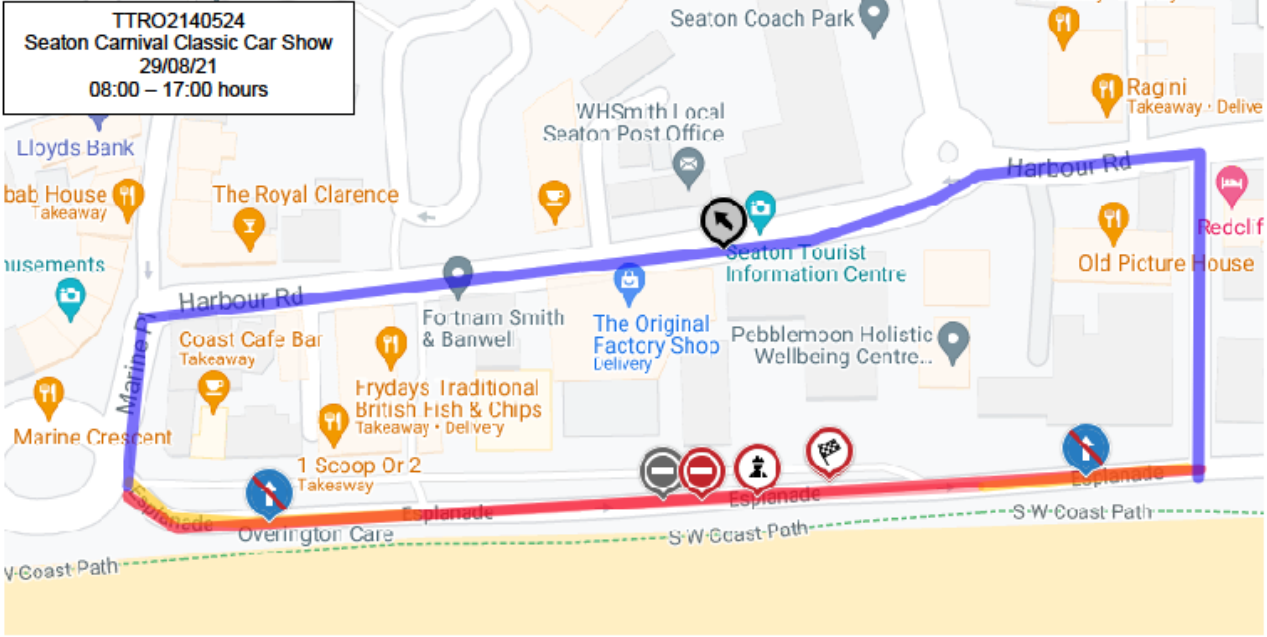 TTRO2140524
Seaton Carnival Classic Car Show
29/08/21
08:00 – 17:00 hours
Seaton Coach Park
Ragini
Takeaway · Delive
WHSmith Local
Seaton Post Office
Lloyds Bank
bab House
Takeaway
The Royal Clarence
Harbour Rd
Redclif
Old Picture House
Seaton Tourist
Information Centre
musements
Harbour Rd
Fortnam Smith
& Banwell
The Original
Factory Shop
Delivery
Pebblemoon Holistic
Wellbeing Centre...
Coast Cafe Bar
Takeaway
Marine Pl
Frydays Traditional
British Fish & Chips
Takeaway · Delivery
Marine Crescent
1 Scoop Or 2
Takeaway
Esplanade
Esplanade
Esplanade
Esplanade
Overington Care
S W Coast Path
S W Coast Path
W Coast Path